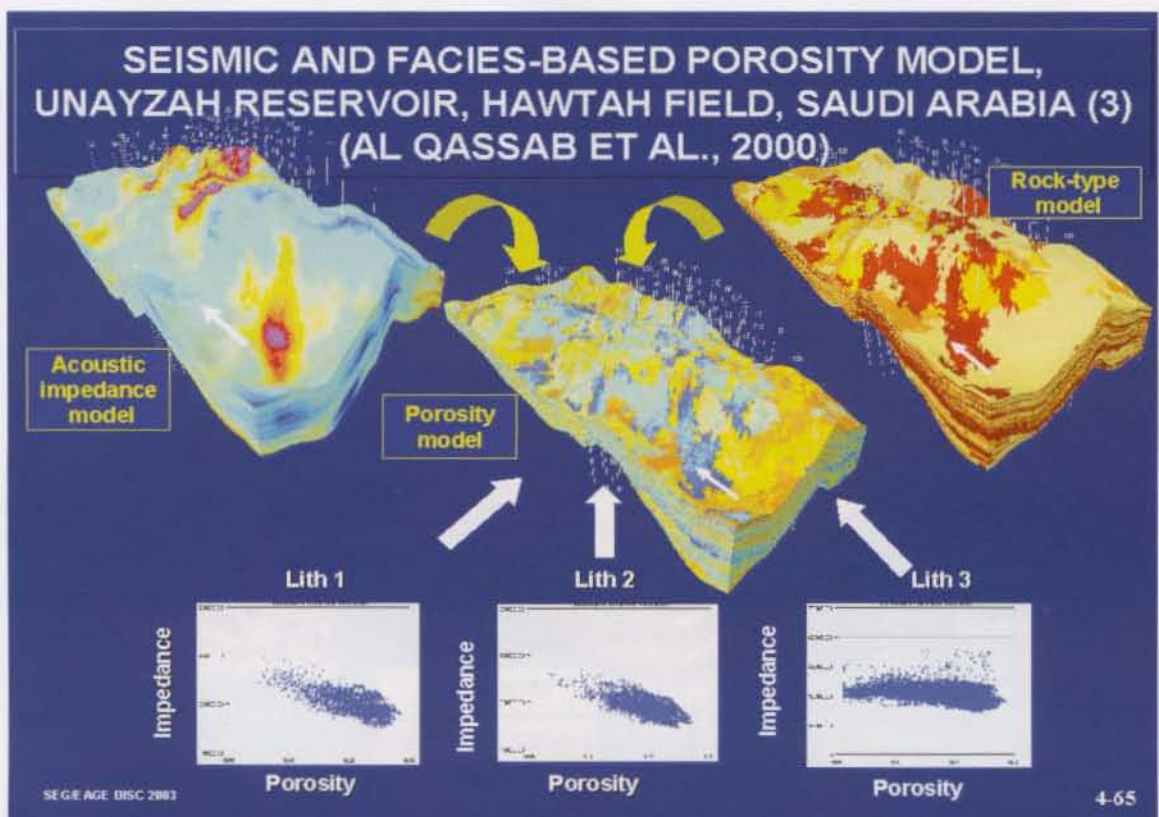 SEISMIC AND FACIES-BASED POROSITY MODEL,
UNAYZAH RESERVOIR, HAWTAH FIELD, SAUDI ARABIA (3)
(AL QASSAB ET AL., 2000)
Rock-type
model
Acoustic
impedance
model
Porosity
model
Lith 1
Lith 2
Lith 3
Impedance
Impedance
Impedance
Porosity
Porosity
Porosity
SEG/EAGE DISC 2003
4-65